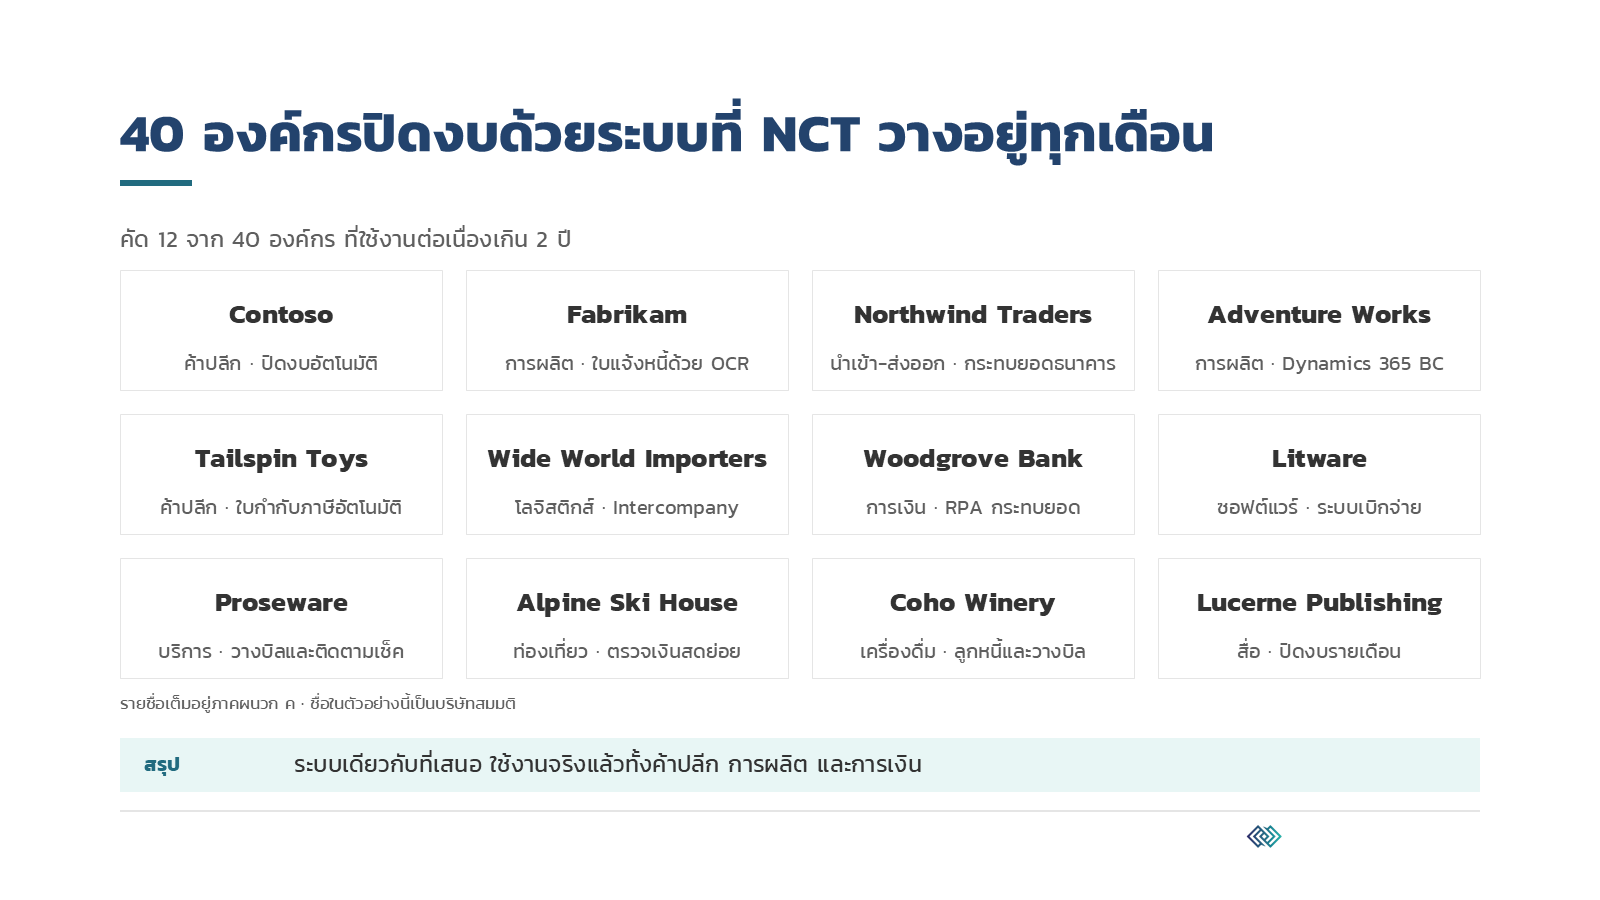 40 องค์กรปิดงบด้วยระบบที่ NCT วางอยู่ทุกเดือน
คัด 12 จาก 40 องค์กร ที่ใช้งานต่อเนื่องเกิน 2 ปี
Contoso
ค้าปลีก · ปิดงบอัตโนมัติ
Fabrikam
การผลิต · ใบแจ้งหนี้ด้วย OCR
Northwind Traders
นำเข้า-ส่งออก · กระทบยอดธนาคาร
Adventure Works
การผลิต · Dynamics 365 BC
Tailspin Toys
ค้าปลีก · ใบกำกับภาษีอัตโนมัติ
Wide World Importers
โลจิสติกส์ · Intercompany
Woodgrove Bank
การเงิน · RPA กระทบยอด
Litware
ซอฟต์แวร์ · ระบบเบิกจ่าย
Proseware
บริการ · วางบิลและติดตามเช็ค
Alpine Ski House
ท่องเที่ยว · ตรวจเงินสดย่อย
Coho Winery
เครื่องดื่ม · ลูกหนี้และวางบิล
Lucerne Publishing
สื่อ · ปิดงบรายเดือน
รายชื่อเต็มอยู่ภาคผนวก ค · ชื่อในตัวอย่างนี้เป็นบริษัทสมมติ
สรุป ระบบเดียวกับที่เสนอ ใช้งานจริงแล้วทั้งค้าปลีก การผลิต และการเงิน